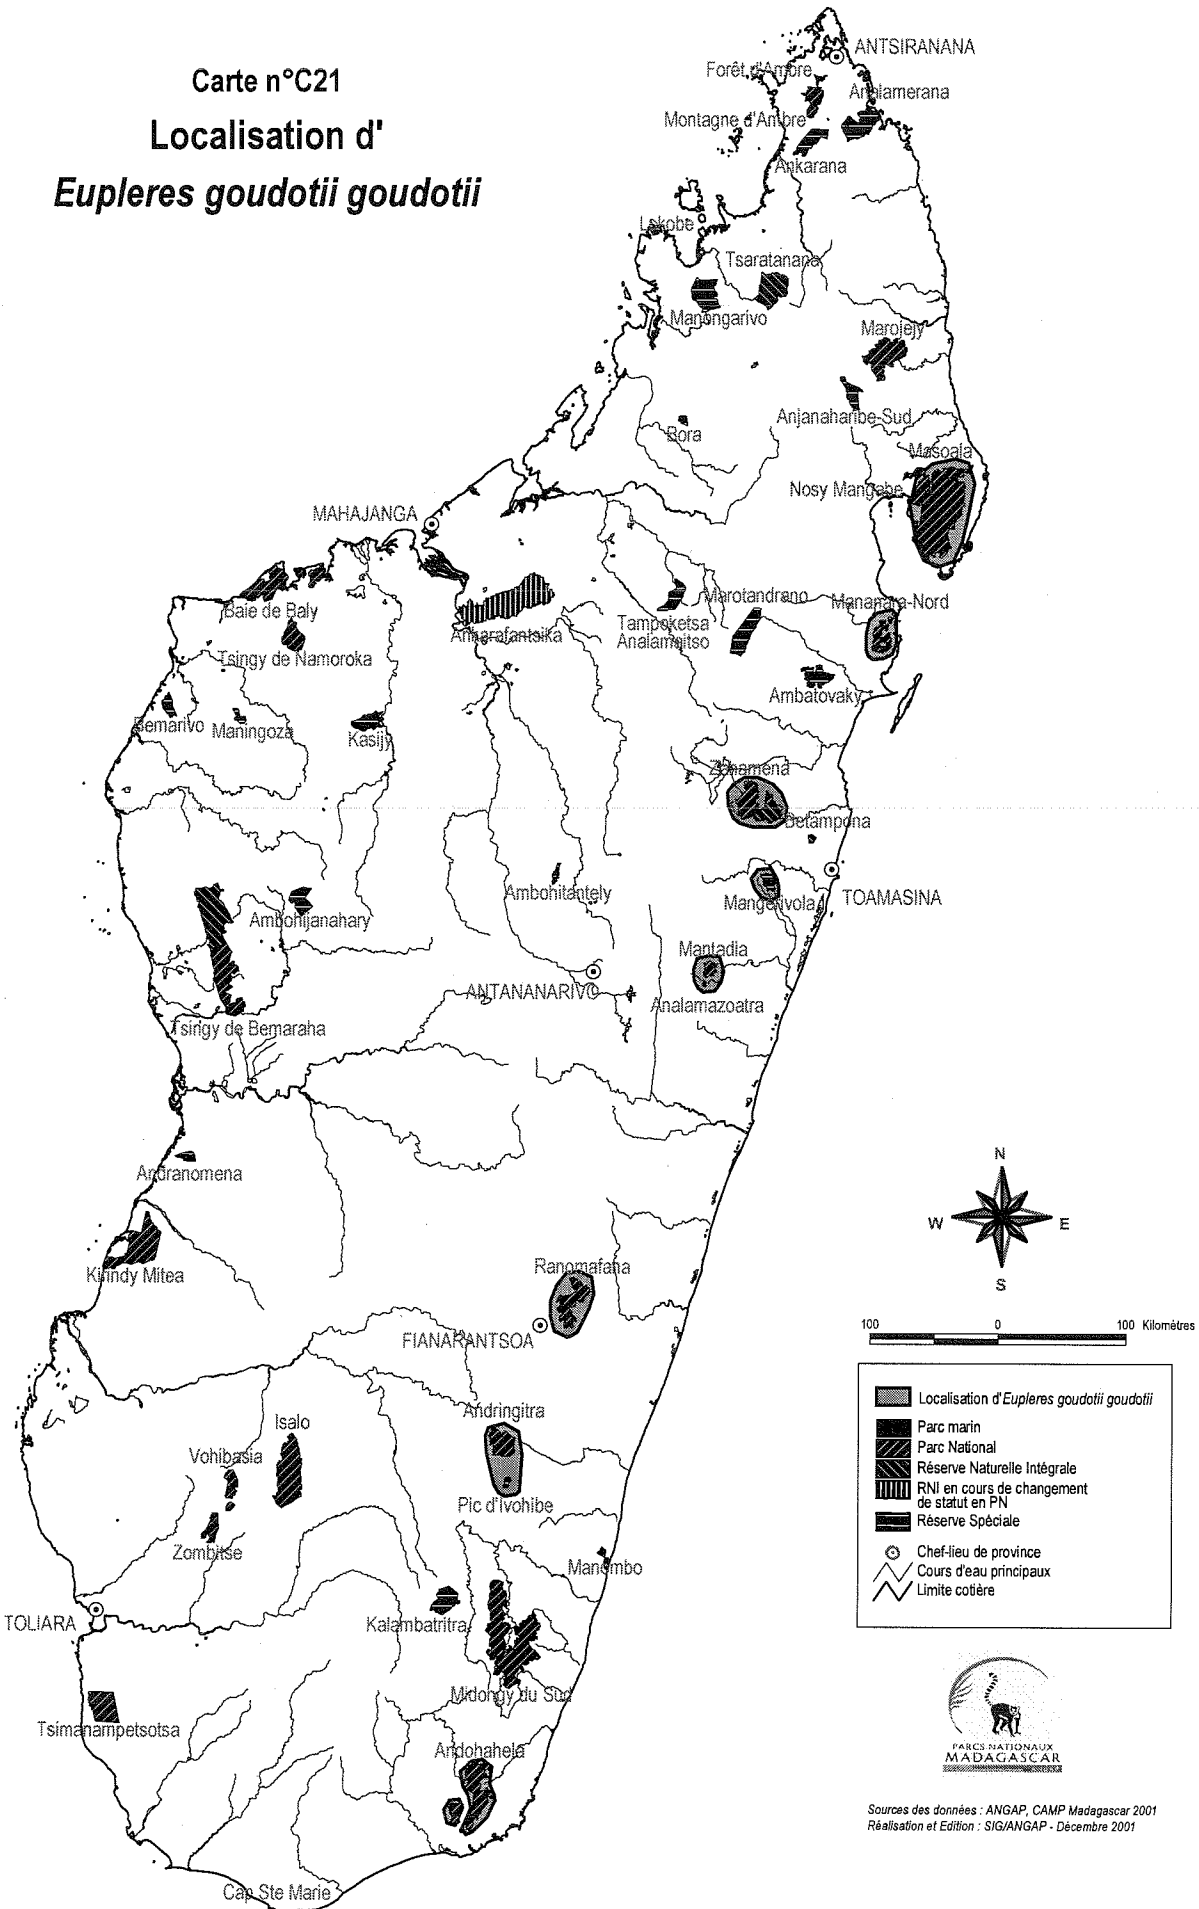 Carte n°C21
Localisation d'
Eupleres goudotii goudotii
ANTSIRANANA
Forêt d'Ambre
Analamerana
Montagne d'Ambre
Ankarana
Lokobe
Tsaratanana
Manongarivo
Marojejy
Anjanaharibe-Sud
Bora
Masoala
Nosy Mangabe
MAHAJANGA
Baie de Baly
Ankarafantsika
Tampoketsa
Analamaitso
Marotandrano
Mananara-Nord
Tsingy de Namoroka
Ambatovaky
Bemarivo
Maningoza
Kasijy
Zahamena
Betampona
Ambohitantely
Mangerivola
TOAMASINA
Ambohijanahary
Mantadia
ANTANANARIVO
Analamazoatra
Tsingy de Bemaraha
Andranomena
N
W
E
S
Kirindy Mitea
Ranomafana
FIANARANTSOA
100
0
100 Kilomètres
Localisation d'Eupleres goudotii goudotii
Parc marin
Parc National
Réserve Naturelle Intégrale
RNI en cours de changement
de statut en PN
Réserve Spéciale
Chef-lieu de province
Cours d'eau principaux
Limite cotière
Andringitra
Isalo
Vohibasia
Pic d'Ivohibe
Zombitse
Manombo
TOLIARA
Kalambatritra
Midongy du Sud
Tsimanampetsotsa
Andohahela
PARCS NATIONAUX
MADAGASCAR
Sources des données : ANGAP, CAMP Madagascar 2001
Réalisation et Edition : SIG/ANGAP - Décembre 2001
Cap Ste Marie